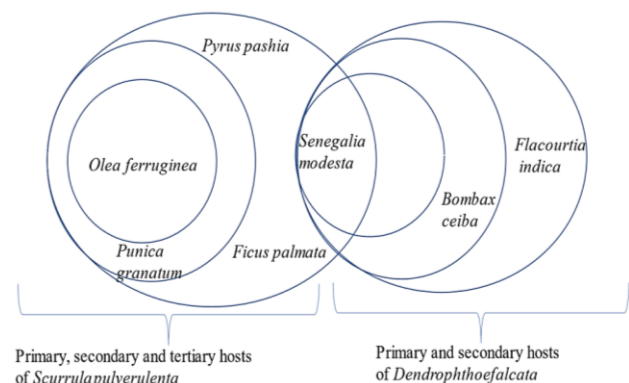 Pyrus pashia
Senegalia
modesta
Flacourtia
indica
Olea ferruginea
Bombax
ceiba
Punica
granatum
Ficus palmata
Primary, secondary and tertiary hosts
of Scurrulapulverulenta
Primary and secondary hosts
of Dendrophthoefalcata